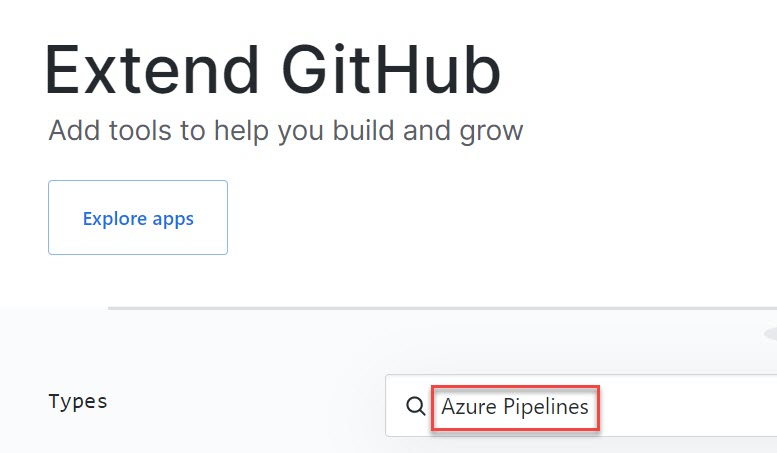 Extend GitHub
Add tools to help you build and grow
Explore apps
Types
Azure Pipelines